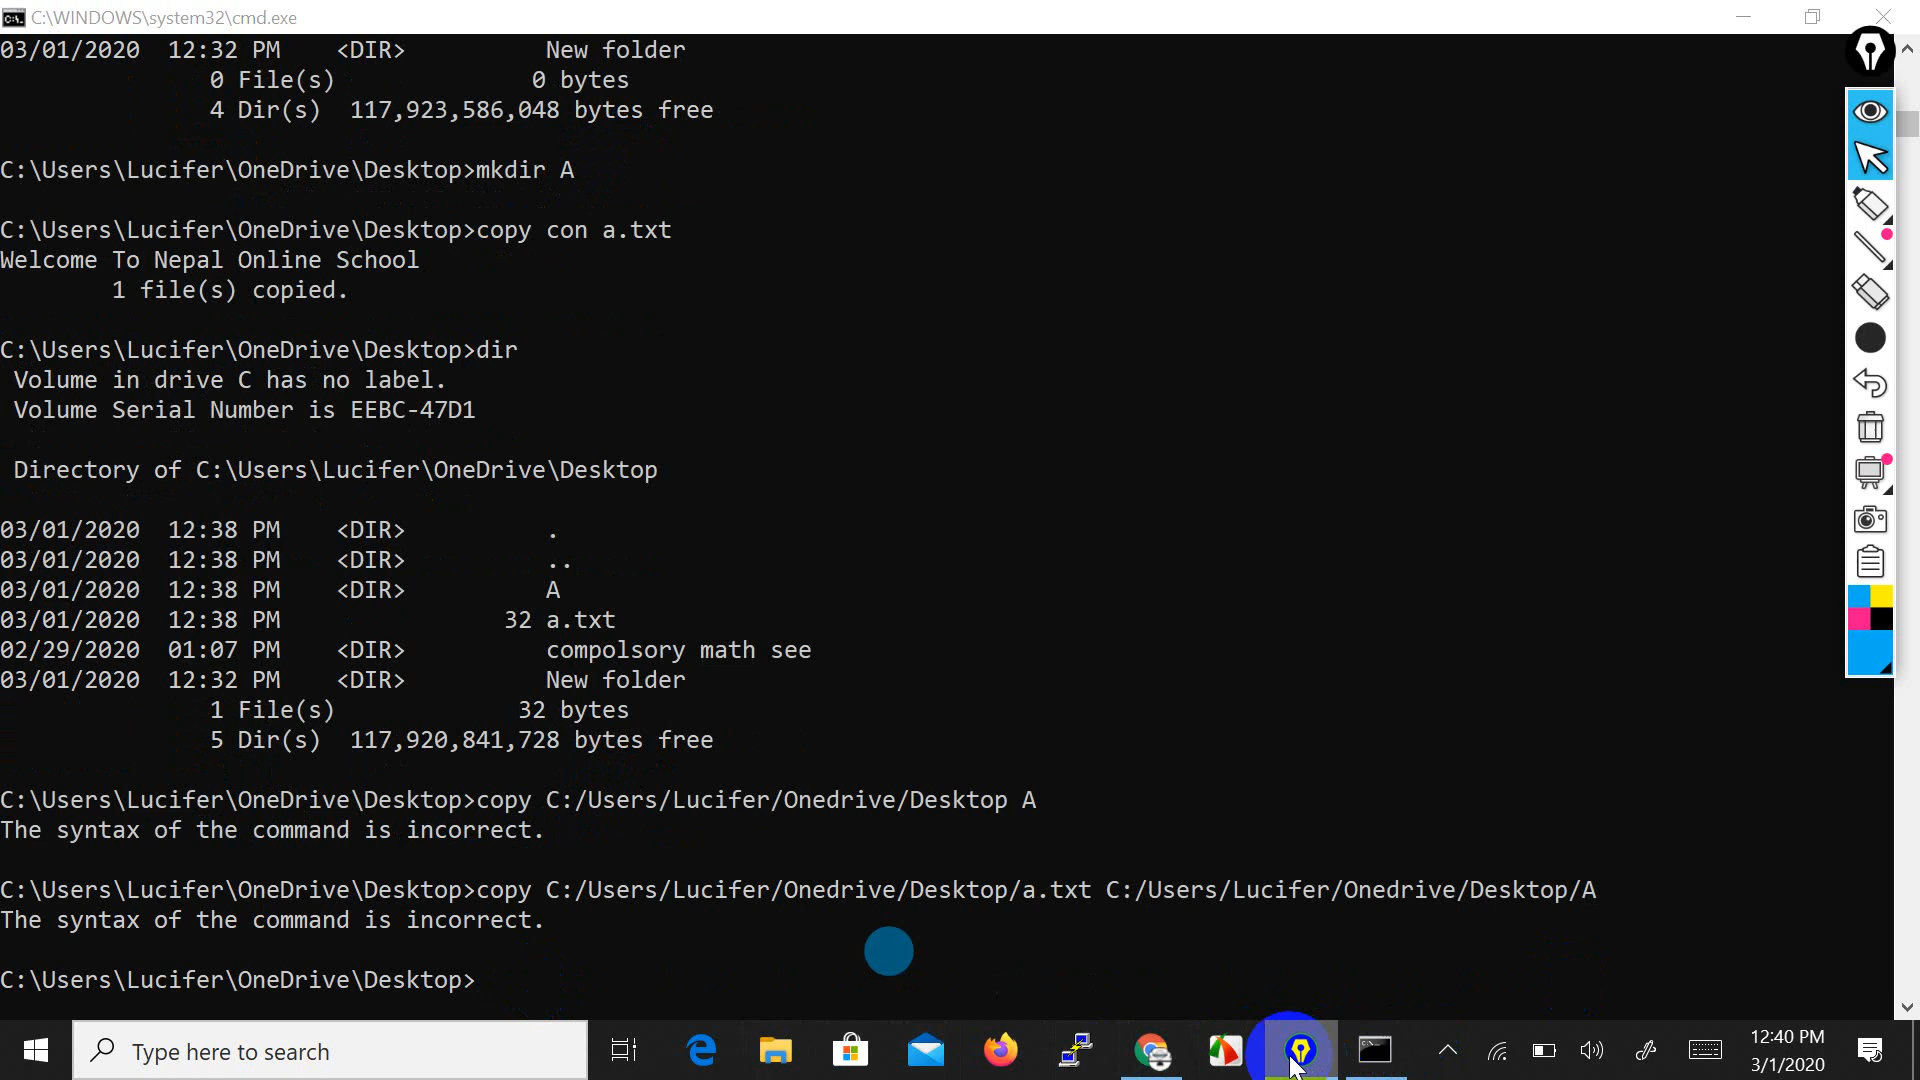 C:\WINDOWS\system32\cmd.exe
03/01/2020  12:32 PM    <DIR>          New folder
               0 File(s)              0 bytes
               4 Dir(s)  117,923,586,048 bytes free
C:\Users\Lucifer\OneDrive\Desktop>mkdir A
C:\Users\Lucifer\OneDrive\Desktop>copy con a.txt
Welcome To Nepal Online School
        1 file(s) copied.
C:\Users\Lucifer\OneDrive\Desktop>dir
 Volume in drive C has no label.
 Volume Serial Number is EEBC-47D1
 Directory of C:\Users\Lucifer\OneDrive\Desktop
03/01/2020  12:38 PM    <DIR>          .
03/01/2020  12:38 PM    <DIR>          ..
03/01/2020  12:38 PM    <DIR>          A
03/01/2020  12:38 PM                32 a.txt
02/29/2020  01:07 PM    <DIR>          compolsory math see
03/01/2020  12:32 PM    <DIR>          New folder
               1 File(s)             32 bytes
               5 Dir(s)  117,920,841,728 bytes free
C:\Users\Lucifer\OneDrive\Desktop>copy C:/Users/Lucifer/Onedrive/Desktop A
The syntax of the command is incorrect.
C:\Users\Lucifer\OneDrive\Desktop>copy C:/Users/Lucifer/Onedrive/Desktop/a.txt C:/Users/Lucifer/Onedrive/Desktop/A
The syntax of the command is incorrect.
C:\Users\Lucifer\OneDrive\Desktop>
Type here to search
12:40 PM
3/1/2020